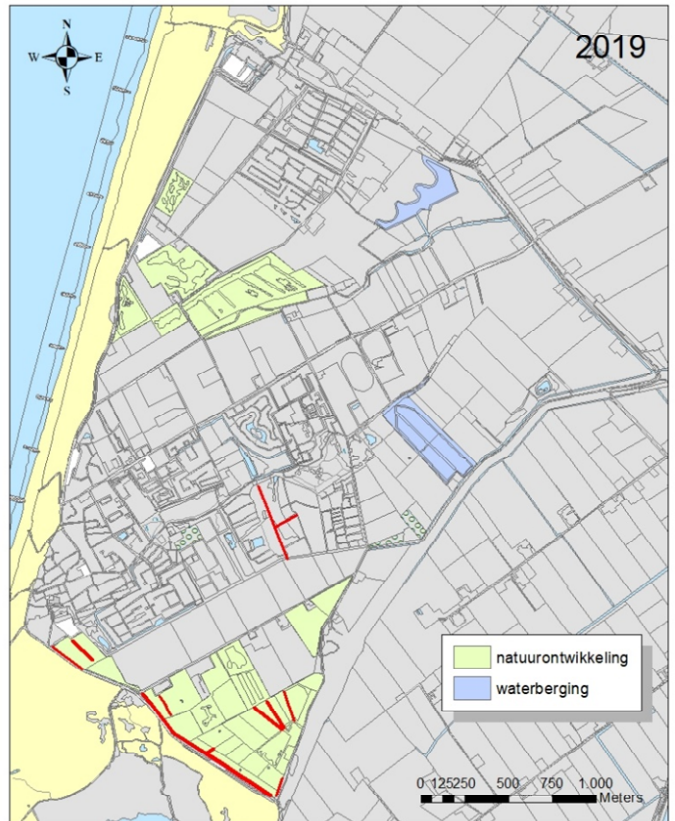 2019
N
W E
S
natuurontwikkeling
waterberging
0 125250 500 750 1.000
Meters